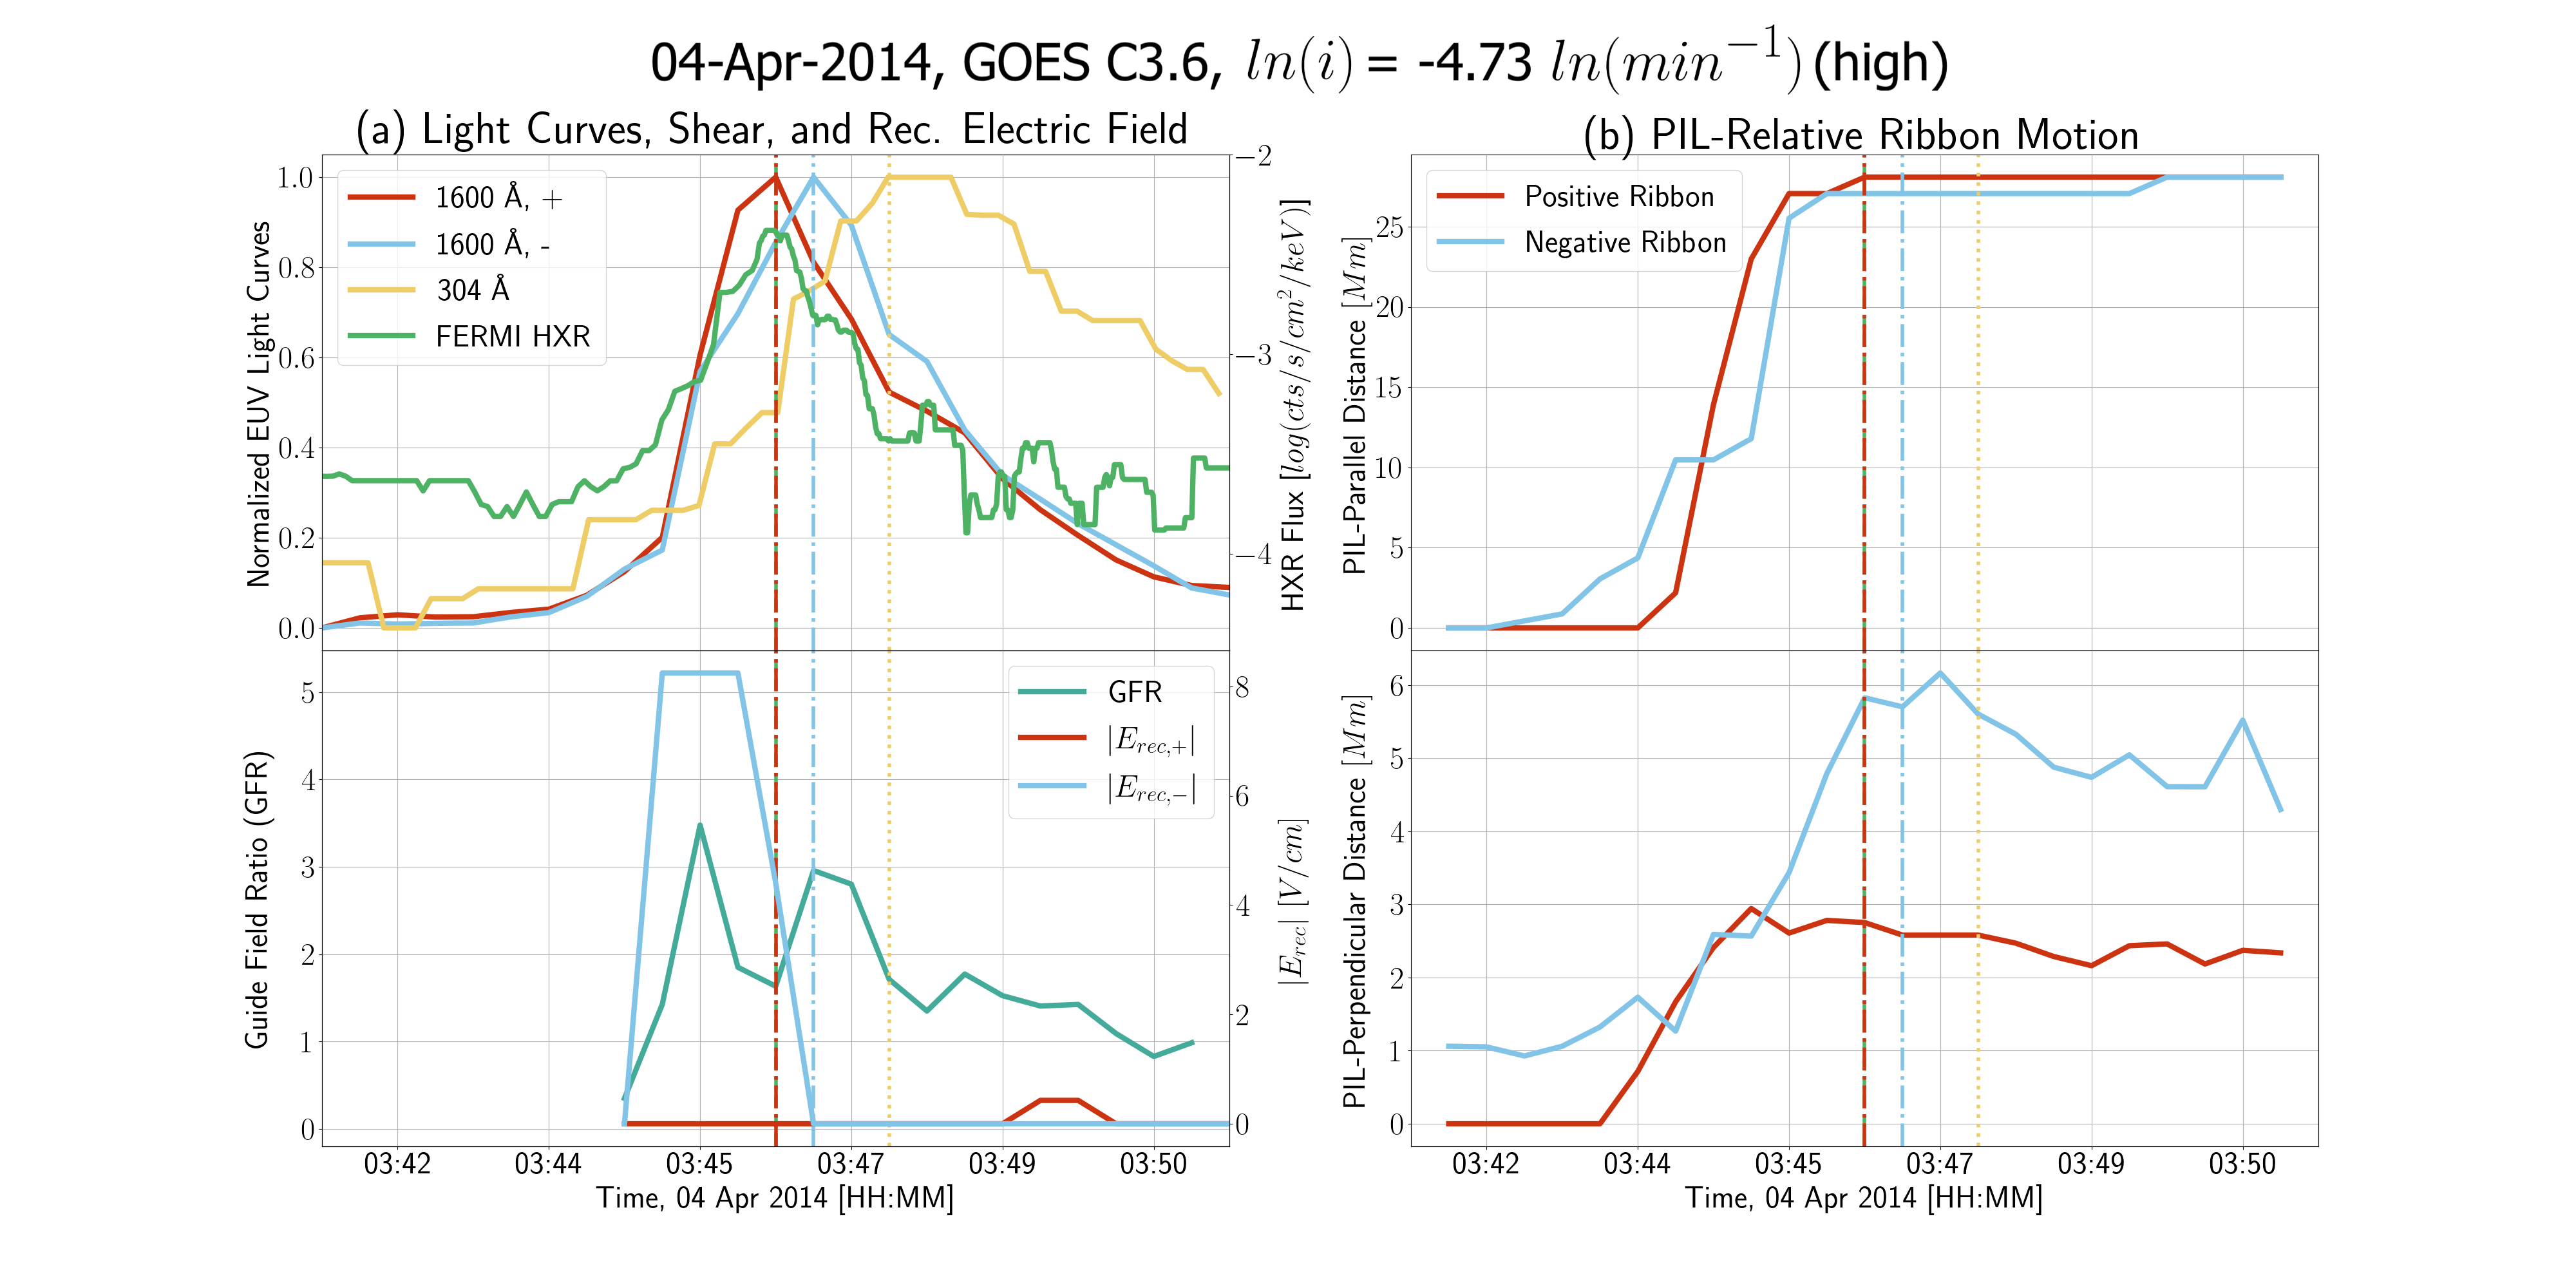 04-Apr-2014, GOES C3.6, ln(i) = -4.73 ln(min⁻¹) (high)
(a) Light Curves, Shear, and Rec. Electric Field
Normalized EUV Light Curves
1.0
0.8
0.6
0.4
0.2
0.0
1600 Å, +
1600 Å, -
304 Å
FERMI HXR
−2
−3
−4
HXR Flux [log(cts/s/cm²/keV)]
Guide Field Ratio (GFR)
5
4
3
2
1
0
GFR
|E_{rec,+}|
|E_{rec,−}|
8
6
4
2
0
|E_{rec}| [V/cm]
03:42 03:44 03:45 03:47 03:49 03:50
Time, 04 Apr 2014 [HH:MM]
(b) PIL-Relative Ribbon Motion
PIL-Parallel Distance [Mm]
25
20
15
10
5
0
Positive Ribbon
Negative Ribbon
PIL-Perpendicular Distance [Mm]
6
5
4
3
2
1
0
03:42 03:44 03:45 03:47 03:49 03:50
Time, 04 Apr 2014 [HH:MM]